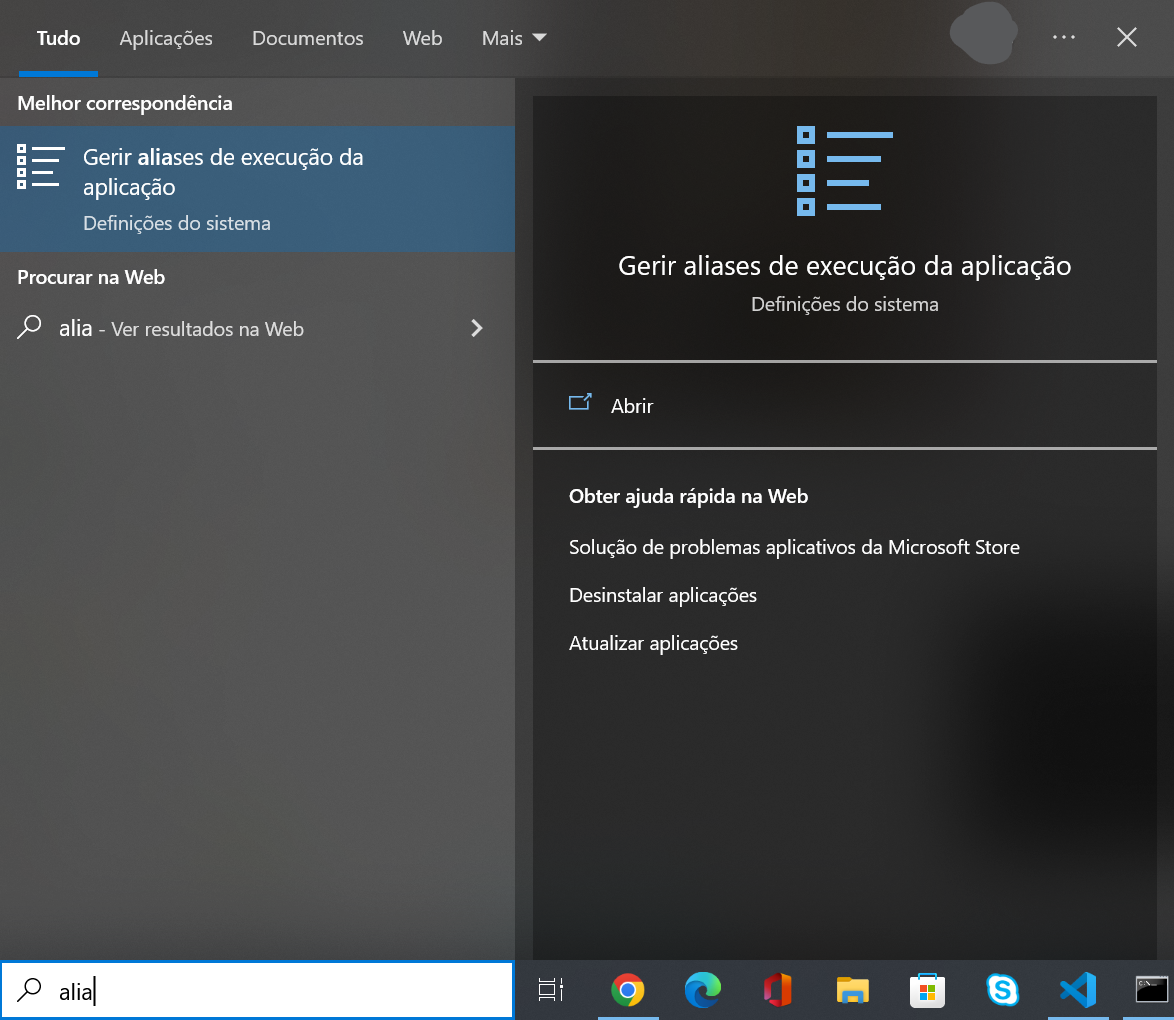 Tudo
Aplicações
Documentos
Web
Mais
Melhor correspondência
Gerir aliases de execução da
aplicação
Definições do sistema
Procurar na Web
alia - Ver resultados na Web
Gerir aliases de execução da aplicação
Definições do sistema
Abrir
Obter ajuda rápida na Web
Solução de problemas aplicativos da Microsoft Store
Desinstalar aplicações
Atualizar aplicações
alia